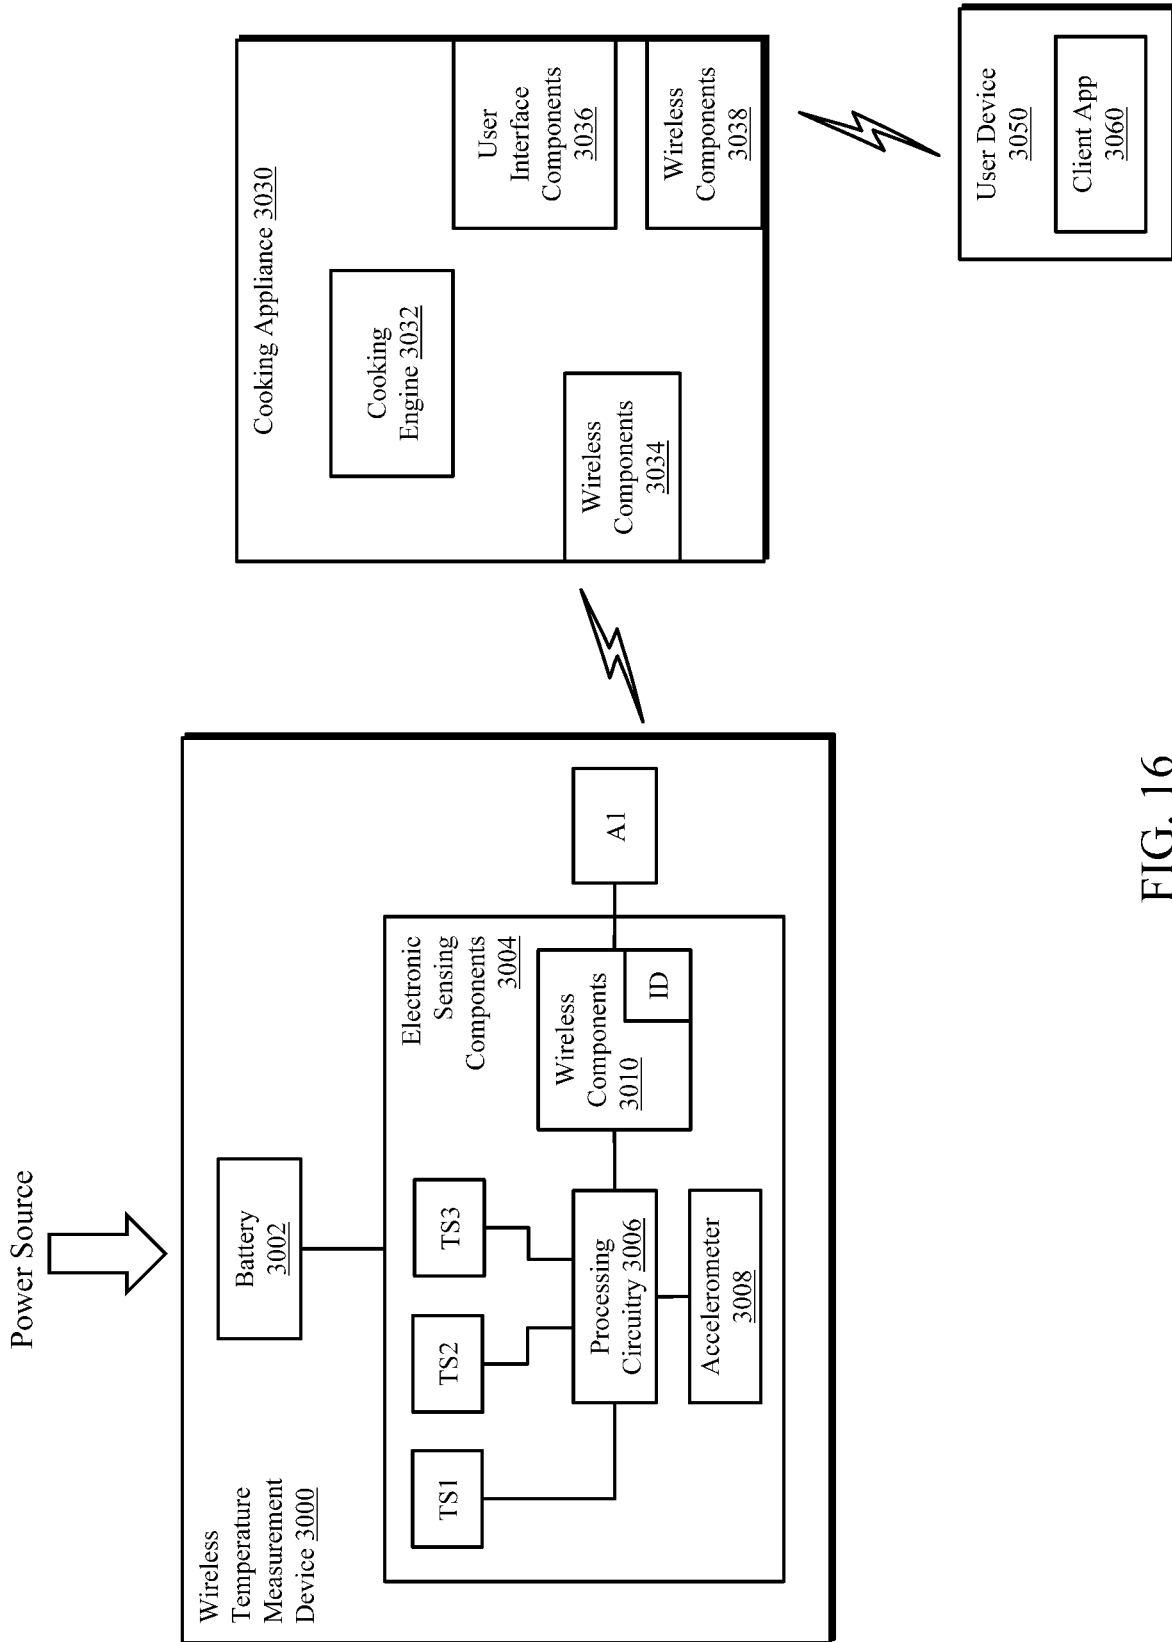 Power Source
Wireless
Temperature
Measurement
Device 3000
Battery
3002
Electronic
Sensing
Components
3004
TS1
TS2
TS3
Processing
Circuitry 3006
Accelerometer
3008
Wireless
Components
3010
ID
A1
Cooking Appliance 3030
Cooking
Engine 3032
Wireless
Components
3034
User
Interface
Components
3036
Wireless
Components
3038
User Device
3050
Client App
3060
FIG. 16